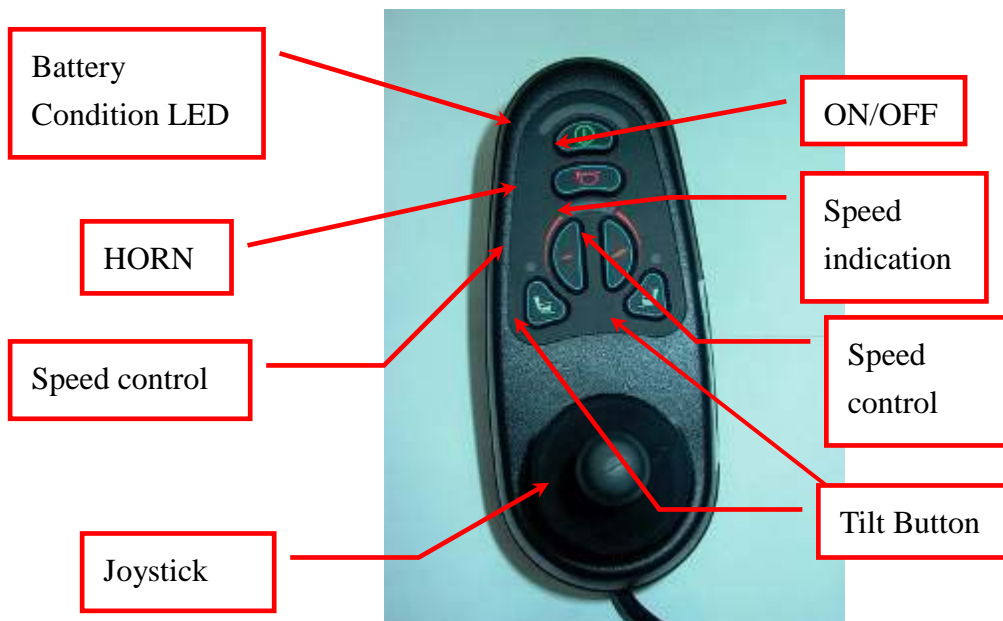 Battery
Condition LED
ON/OFF
HORN
Speed
indication
Speed control
Speed
control
Tilt Button
Joystick